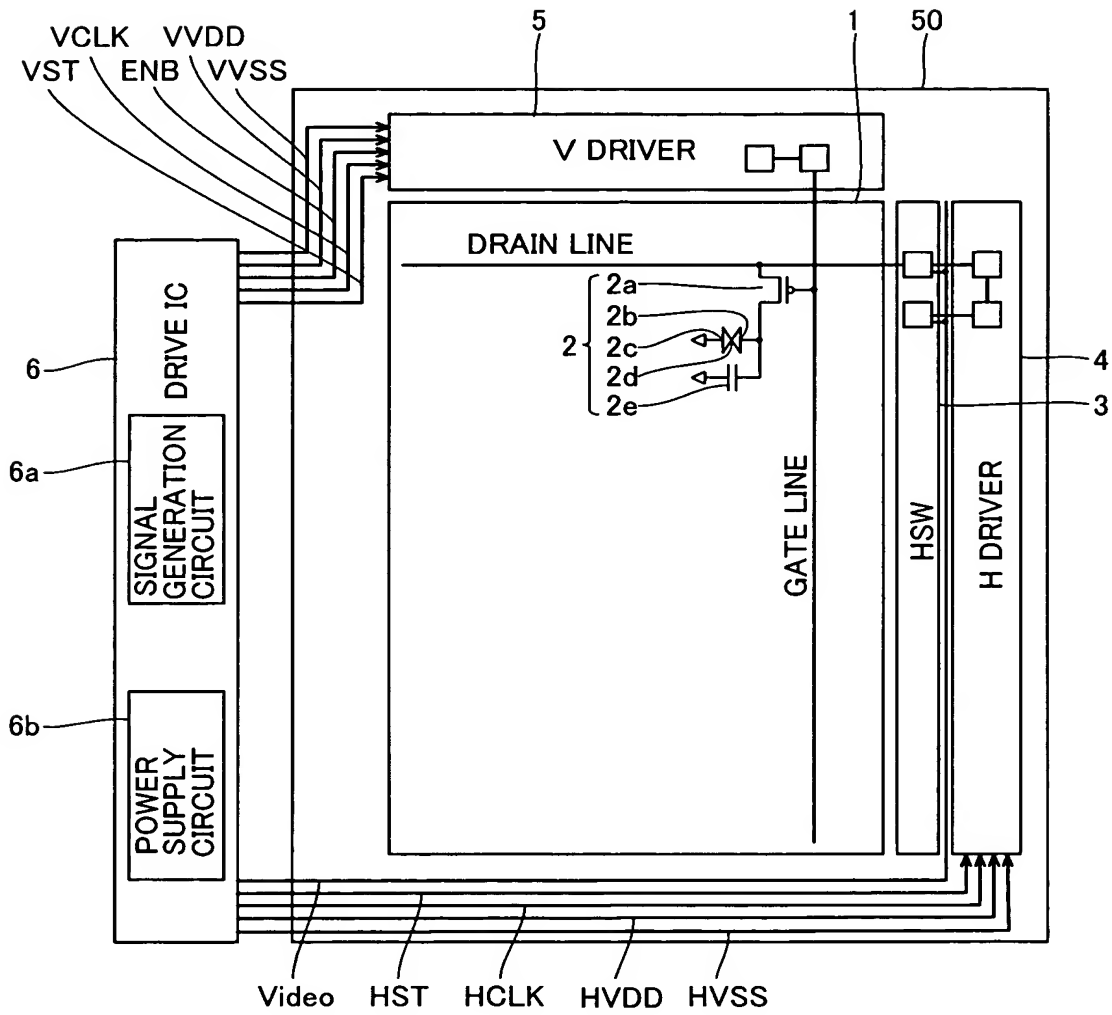 VCLK VVDD
VST ENB VVSS
5
1
50
V DRIVER
DRAIN LINE
2
2a
2b
2c
2d
2e
GATE LINE
HSW
H DRIVER
4
3
6
DRIVE IC
6a
SIGNAL
GENERATION
CIRCUIT
6b
POWER
SUPPLY
CIRCUIT
Video HST HCLK HVDD HVSS